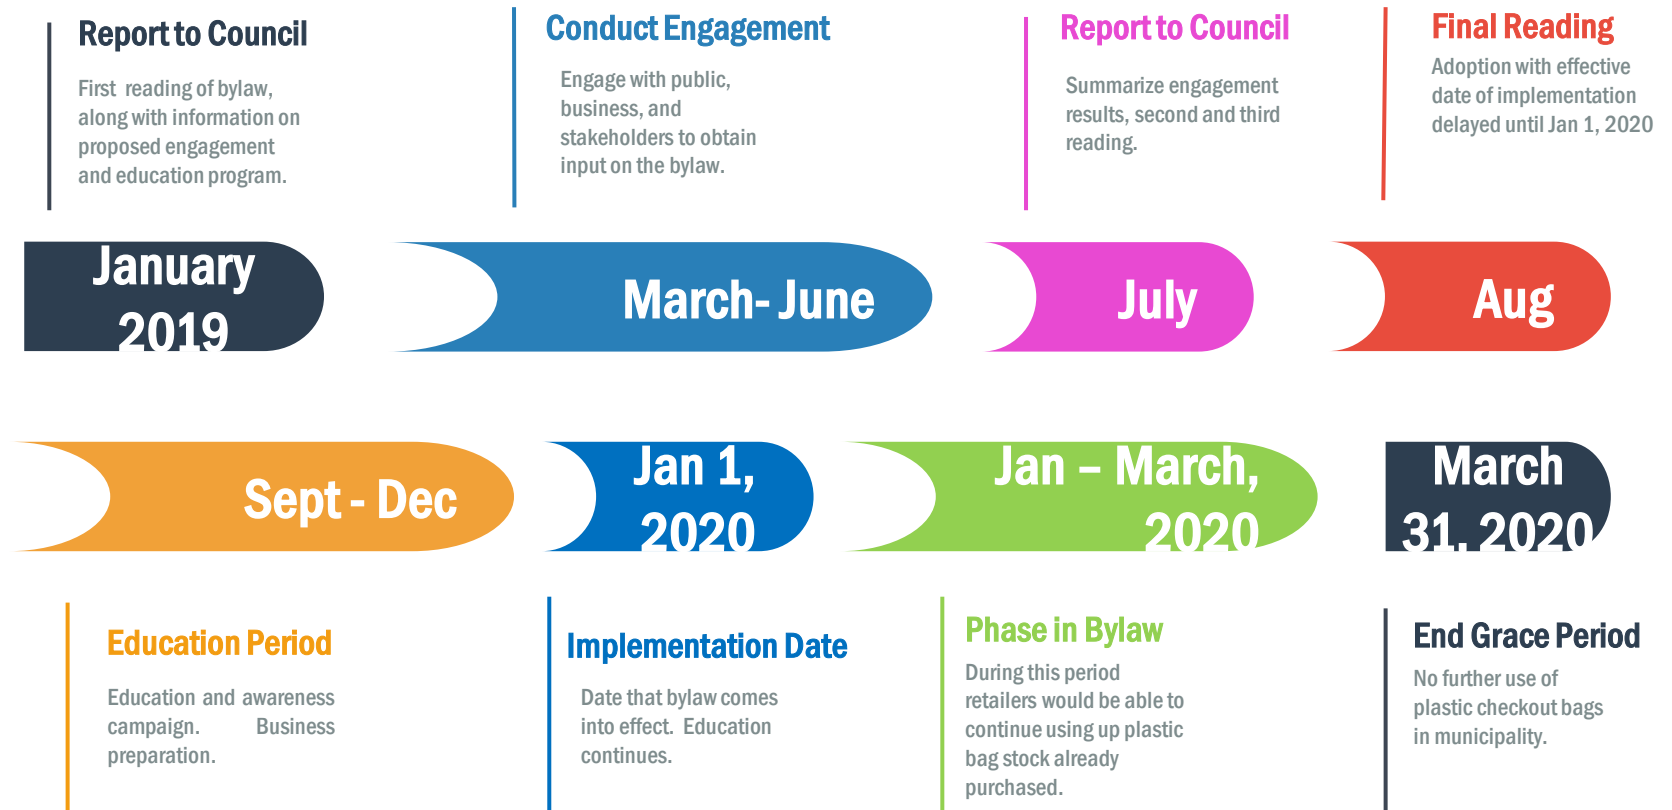 Report to Council
First reading of bylaw,
along with information on
proposed engagement
and education program.
Conduct Engagement
Engage with public,
business, and
stakeholders to obtain
input on the bylaw.
Report to Council
Summarize engagement
results, second and third
reading.
Final Reading
Adoption with effective
date of implementation
delayed until Jan 1, 2020
January
2019
March- June
July
Aug
Sept - Dec
Jan 1,
2020
Jan – March,
2020
March
31, 2020
Education Period
Education and awareness
campaign. Business
preparation.
Implementation Date
Date that bylaw comes
into effect. Education
continues.
Phase in Bylaw
During this period
retailers would be able to
continue using up plastic
bag stock already
purchased.
End Grace Period
No further use of
plastic checkout bags
in municipality.